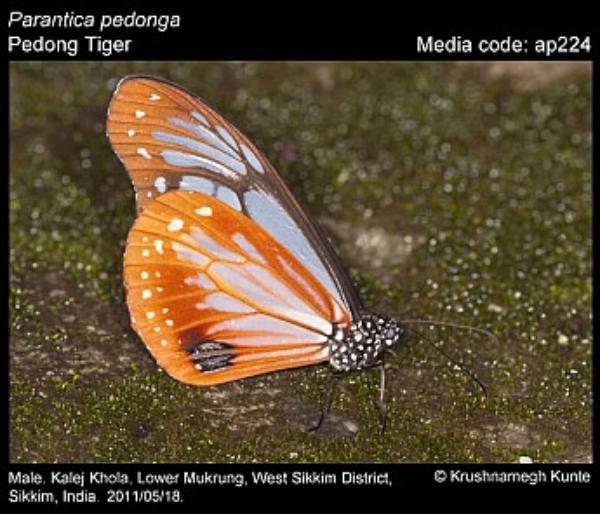 Parantica pedonga
Pedong Tiger
Media code: ap224
Male. Kalej Khola, Lower Mukrung, West Sikkim District,
Sikkim, India. 2011/05/18.
© Krushnamegh Kunte